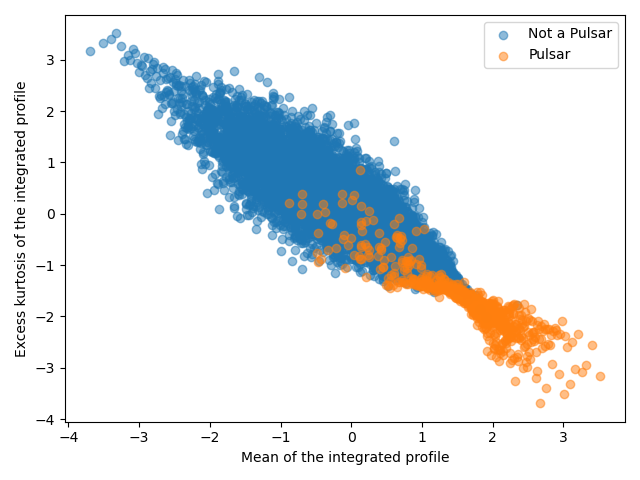 Not a Pulsar
Pulsar
Excess kurtosis of the integrated profile
3
2
1
0
−1
−2
−3
−4
−4 −3 −2 −1 0 1 2 3
Mean of the integrated profile